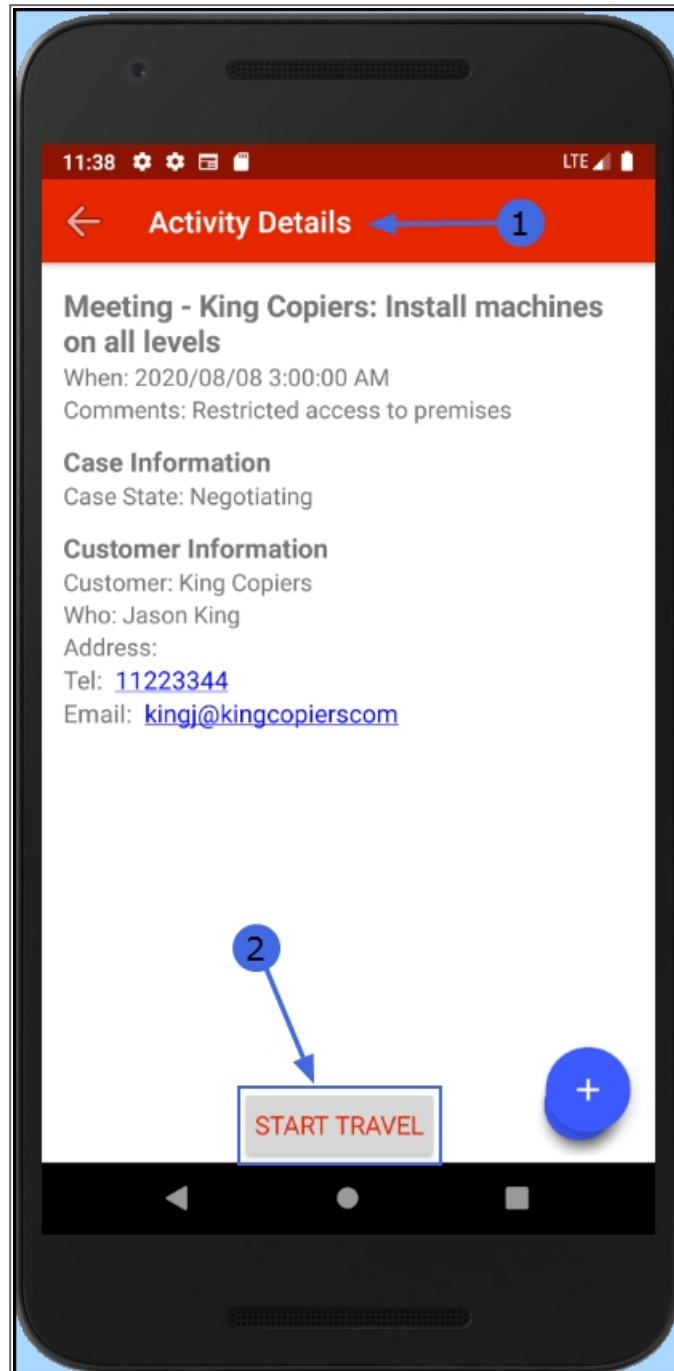 11:38 LTE
Activity Details 1
Meeting - King Copiers: Install machines
on all levels
When: 2020/08/08 3:00:00 AM
Comments: Restricted access to premises
Case Information
Case State: Negotiating
Customer Information
Customer: King Copiers
Who: Jason King
Address:
Tel: 11223344
Email: kingj@kingcopierscom
2
START TRAVEL
+